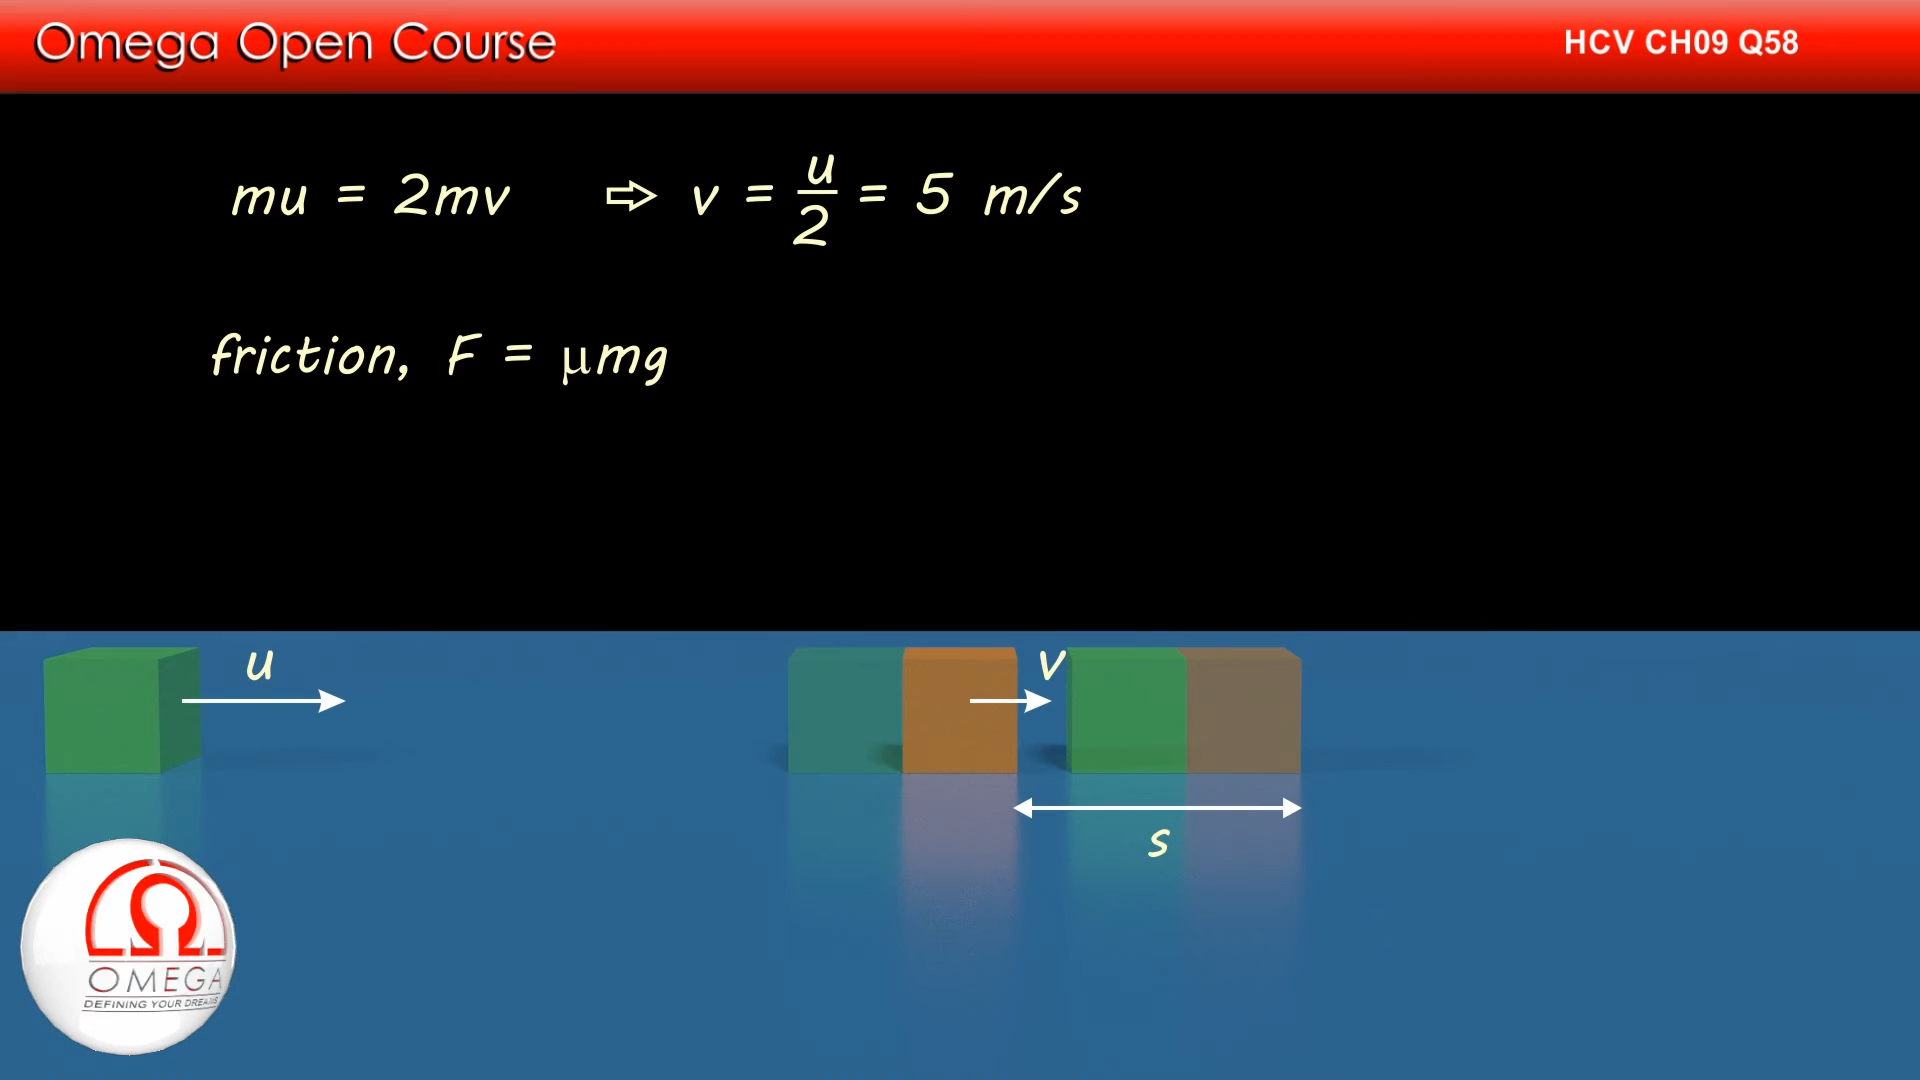 Omega Open Course
HCV CH09 Q58
mu = 2mv ⇨ v = u/2 = 5 m/s
friction, F = μmg
u
v
s
OMEGA
DEFINING YOUR DREAMS